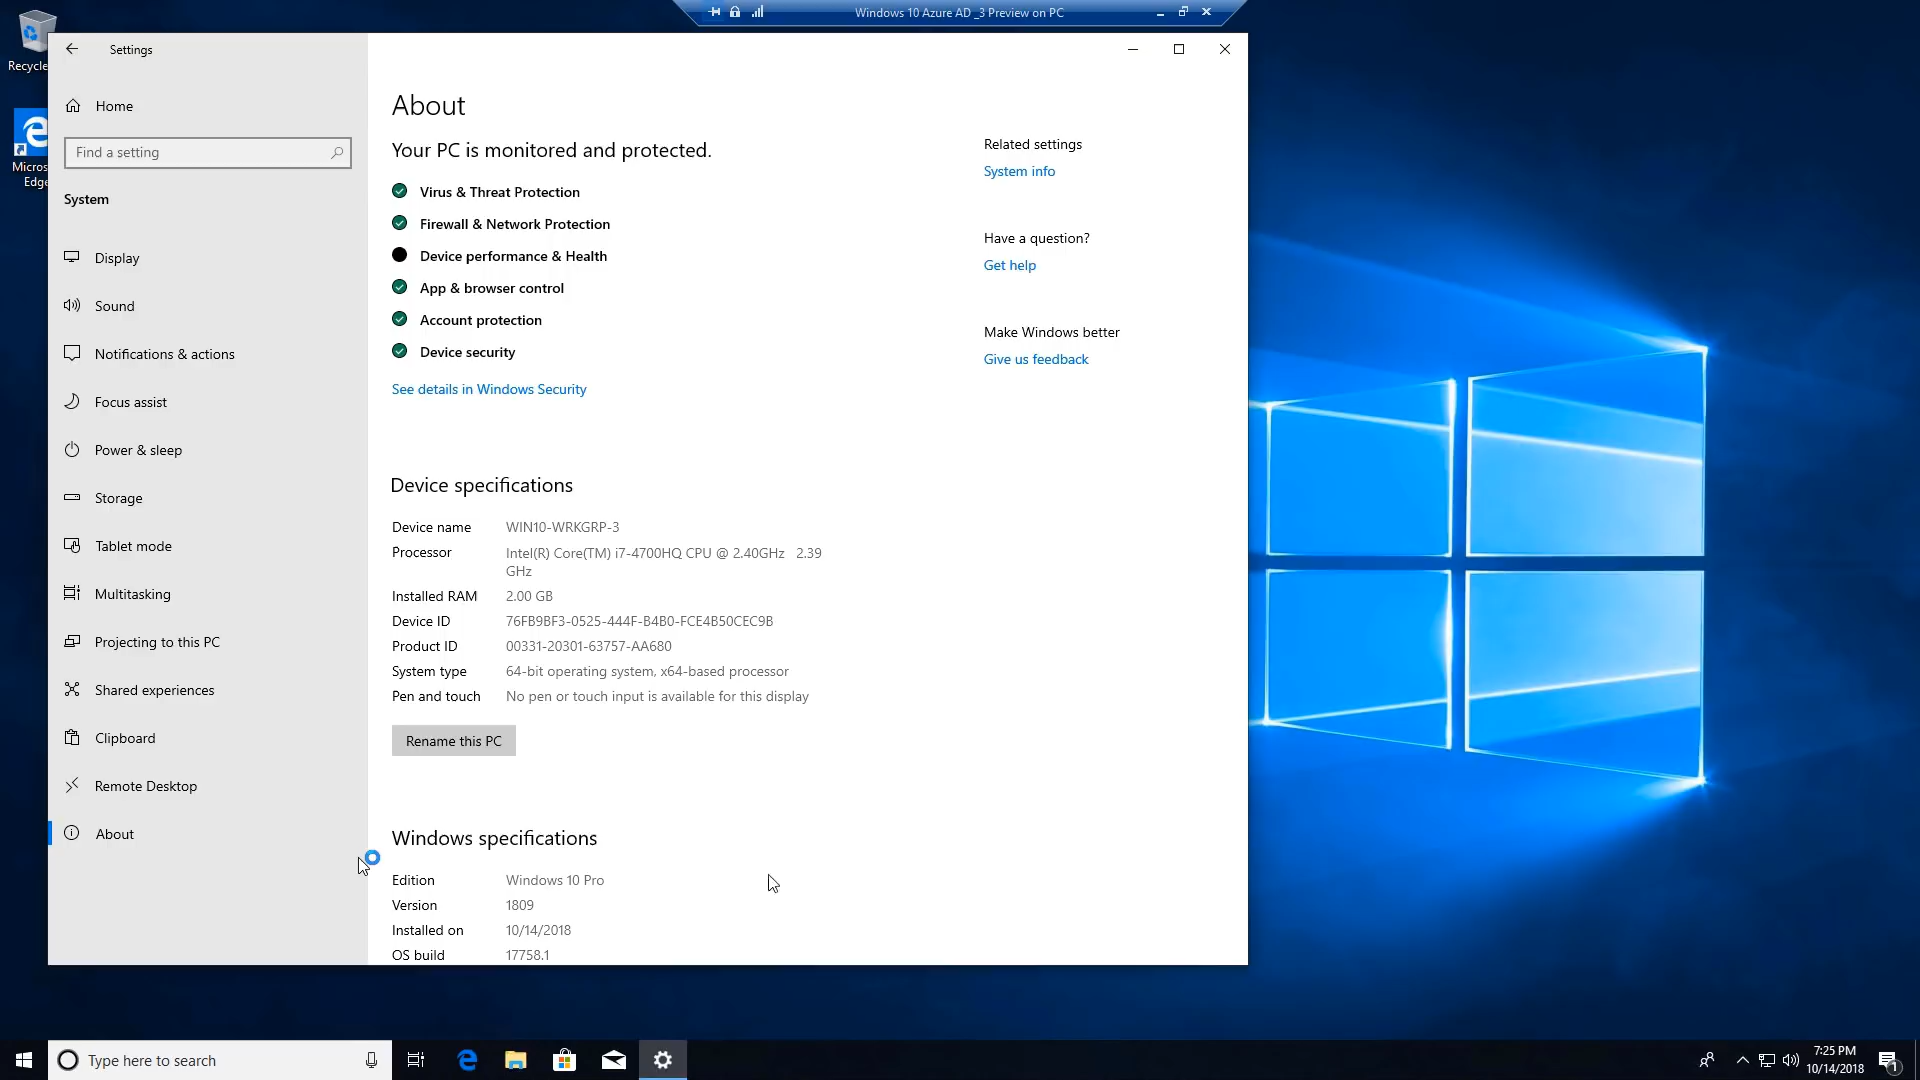 Windows 10 Azure AD _3 Preview on PC
Recycle
Micros
Edge
Settings
Home
Find a setting
System
Display
Sound
Notifications & actions
Focus assist
Power & sleep
Storage
Tablet mode
Multitasking
Projecting to this PC
Shared experiences
Clipboard
Remote Desktop
About
About
Your PC is monitored and protected.
Virus & Threat Protection
Firewall & Network Protection
Device performance & Health
App & browser control
Account protection
Device security
See details in Windows Security
Device specifications
Device name WIN10-WRKGRP-3
Processor Intel(R) Core(TM) i7-4700HQ CPU @ 2.40GHz 2.39
GHz
Installed RAM 2.00 GB
Device ID 76FB9BF3-0525-444F-B4B0-FCE4B50CEC9B
Product ID 00331-20301-63757-AA680
System type 64-bit operating system, x64-based processor
Pen and touch No pen or touch input is available for this display
Rename this PC
Windows specifications
Edition Windows 10 Pro
Version 1809
Installed on 10/14/2018
OS build 17758.1
Related settings
System info
Have a question?
Get help
Make Windows better
Give us feedback
Type here to search
7:25 PM
10/14/2018
1